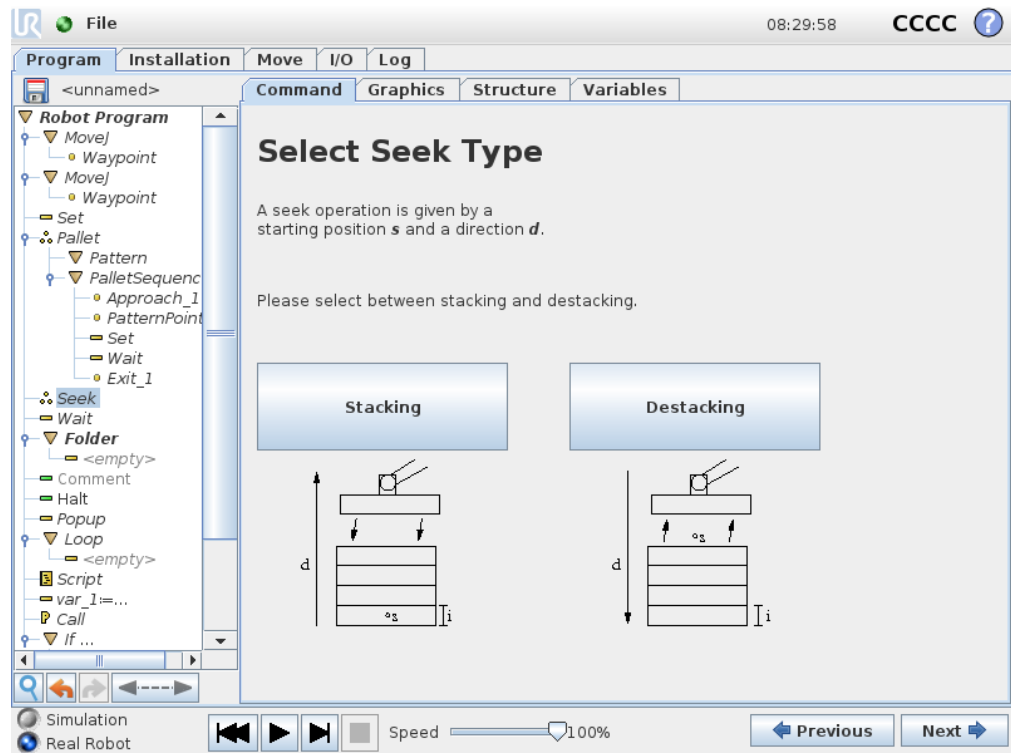 UR File 08:29:58 CCCC ?
Program Installation Move I/O Log
<unnamed> Command Graphics Structure Variables
Robot Program
MoveJ
Waypoint
MoveJ
Waypoint
Set
Pallet
Pattern
PalletSequenc
Approach_1
PatternPoint
Set
Wait
Exit_1
Seek
Wait
Folder
<empty>
Comment
Halt
Popup
Loop
<empty>
Script
var_1:=...
Call
If ...
Select Seek Type
A seek operation is given by a
starting position s and a direction d.
Please select between stacking and destacking.
Stacking Destacking
d s i
d s i
Simulation
Real Robot
Speed 100%
Previous Next